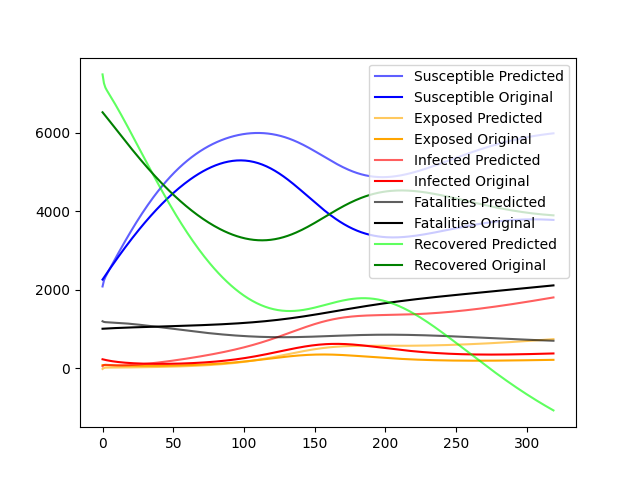 Susceptible Predicted
Susceptible Original
Exposed Predicted
Exposed Original
Infected Predicted
Infected Original
Fatalities Predicted
Fatalities Original
Recovered Predicted
Recovered Original
6000
4000
2000
0
0 50 100 150 200 250 300